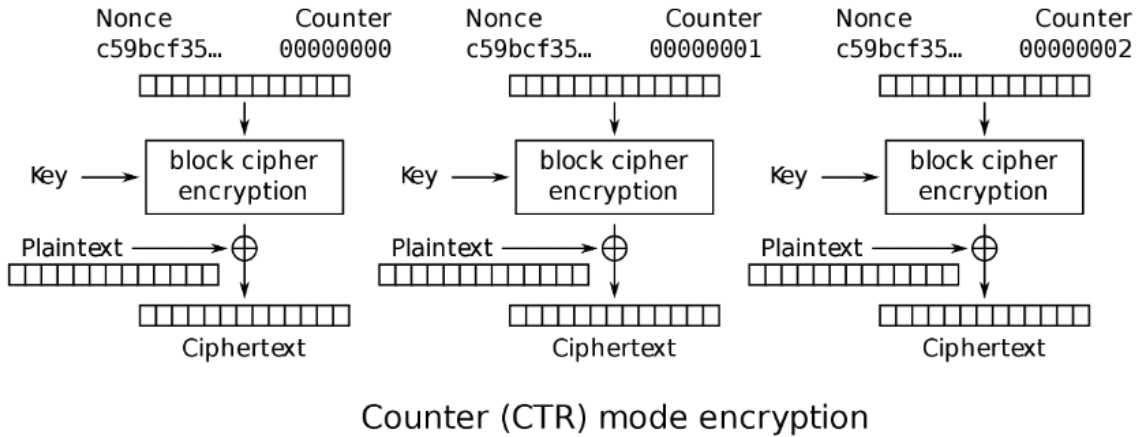 Nonce Counter Nonce Counter Nonce Counter
c59bcf35… 00000000 c59bcf35… 00000001 c59bcf35… 00000002
block cipher block cipher block cipher
Key Key Key
encryption encryption encryption
Plaintext Plaintext Plaintext
Ciphertext Ciphertext Ciphertext
Counter (CTR) mode encryption